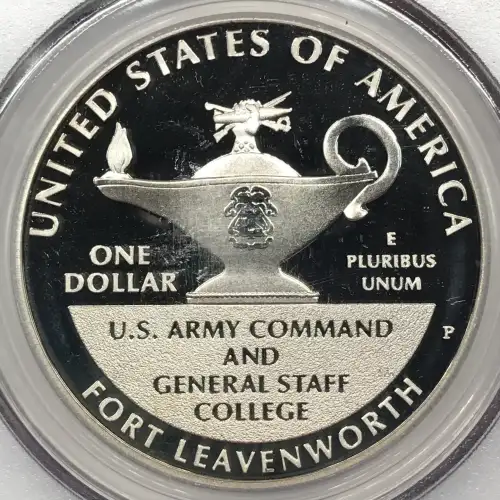 UNITED STATES OF AMERICA
ONE
DOLLAR
E
PLURIBUS
UNUM
P
U.S. ARMY COMMAND
AND
GENERAL STAFF
COLLEGE
FORT LEAVENWORTH